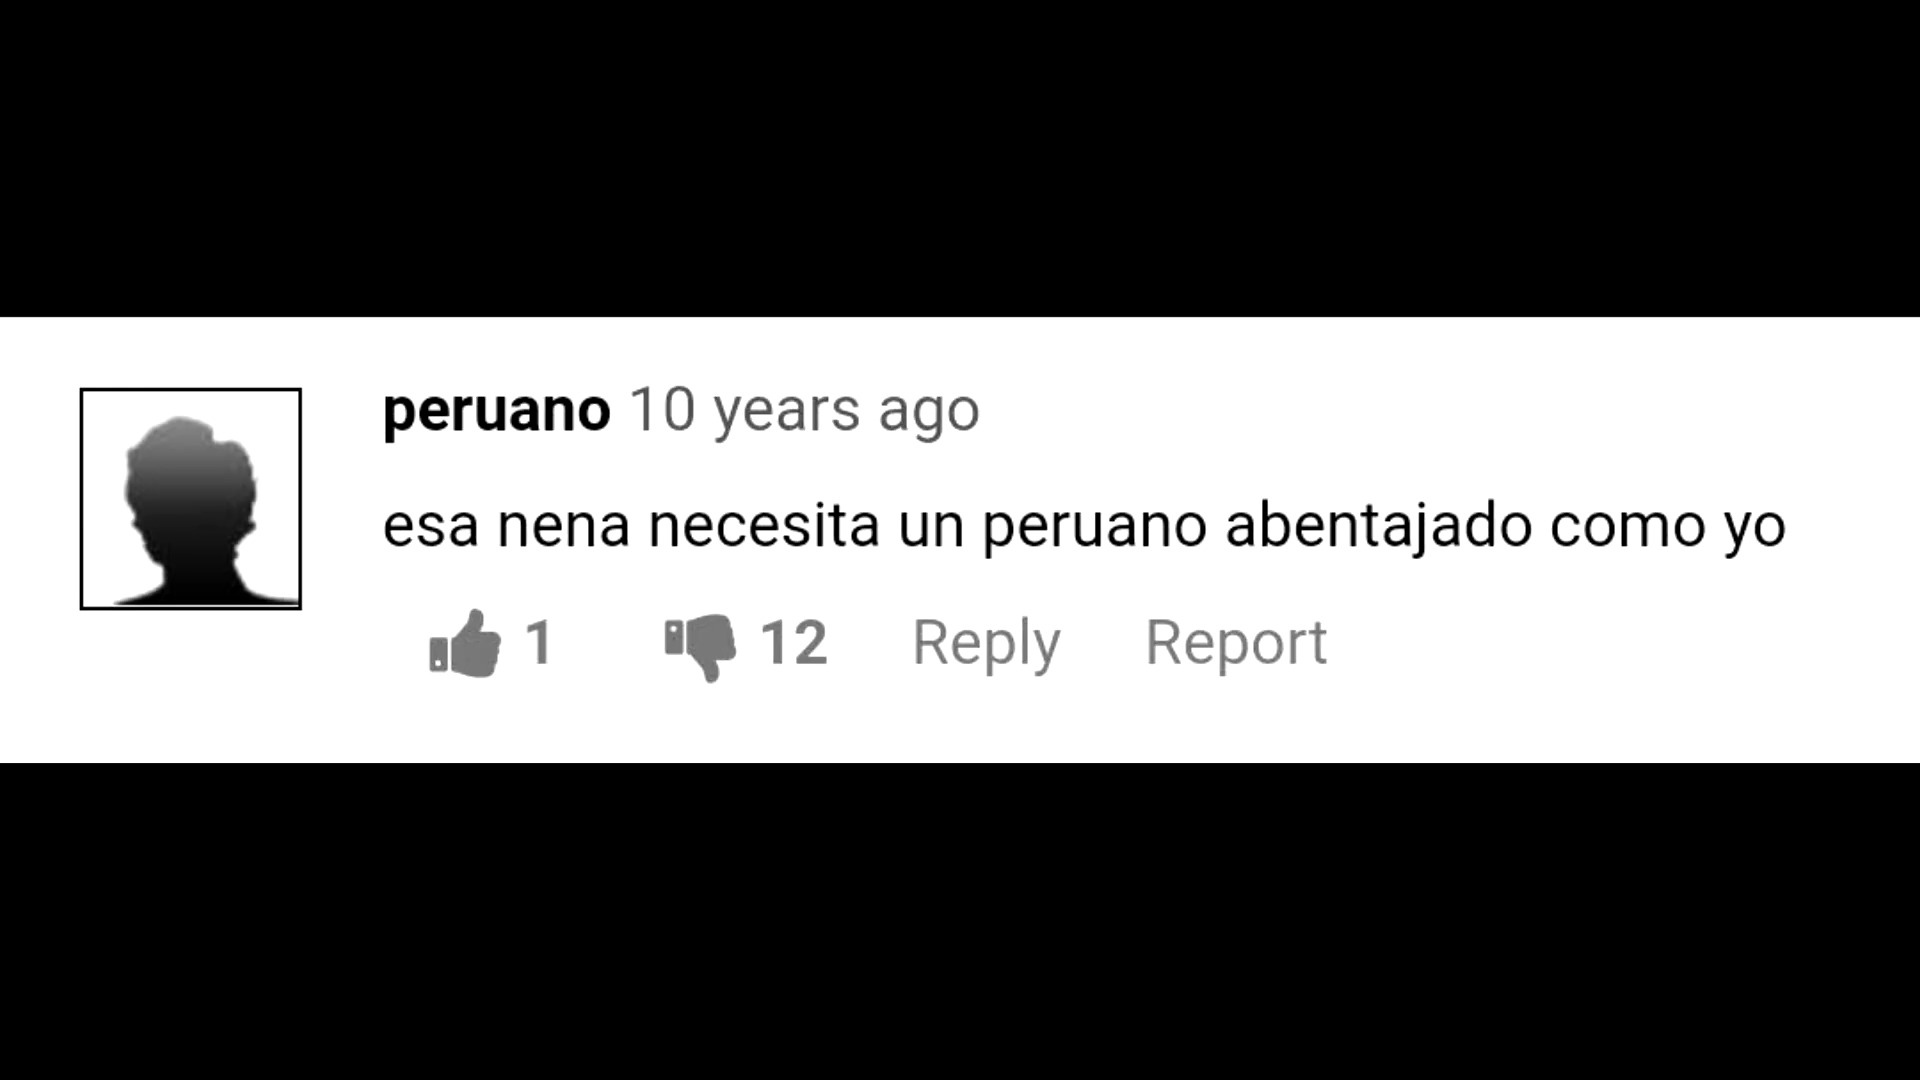 peruano 10 years ago
esa nena necesita un peruano abentajado como yo
1 12 Reply Report